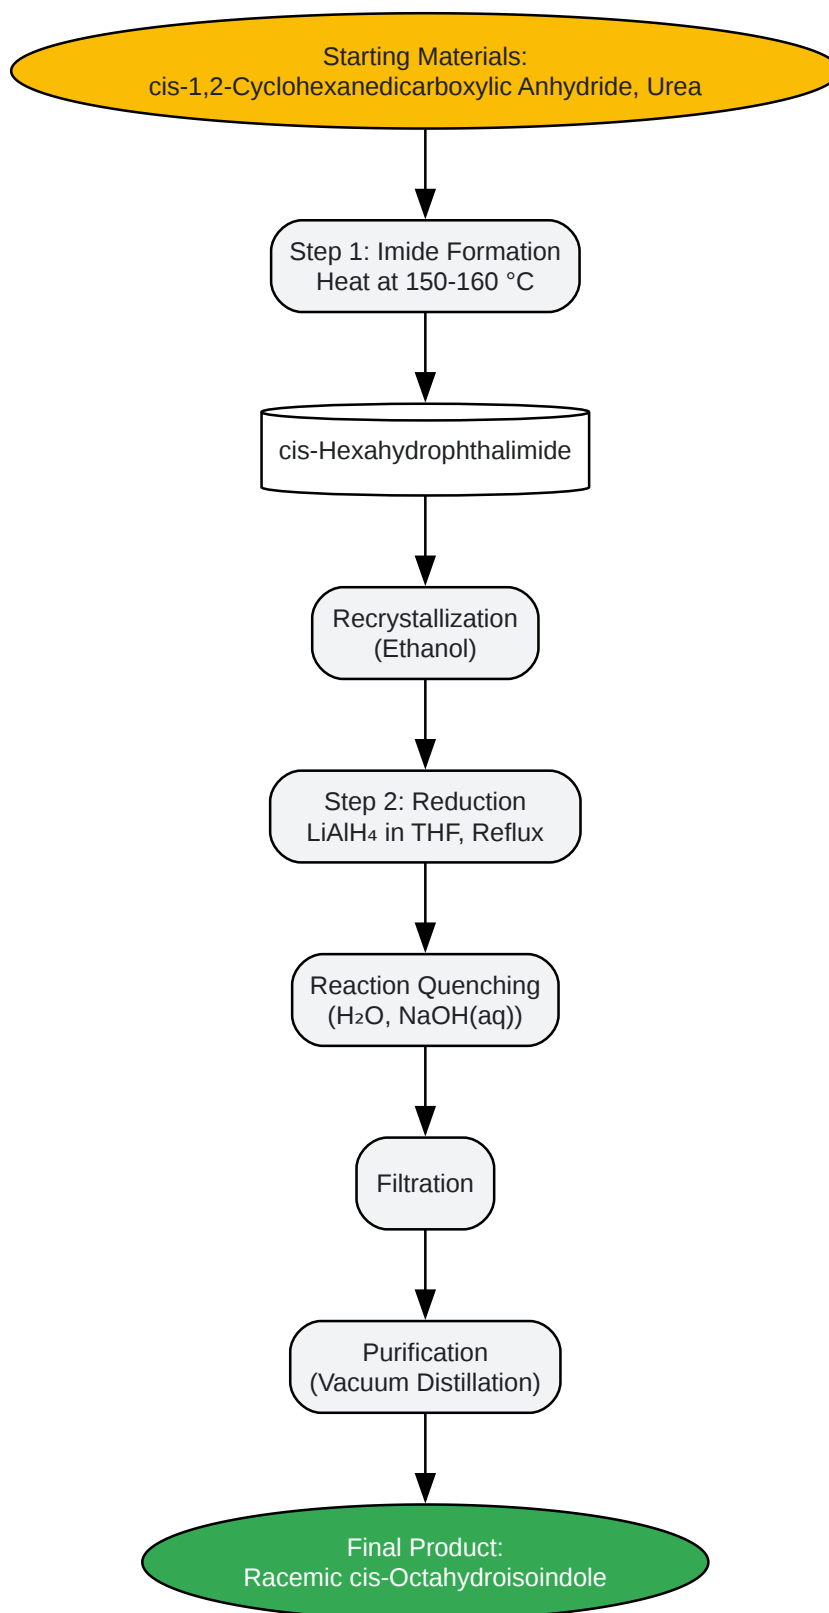 Starting Materials:
cis-1,2-Cyclohexanedicarboxylic Anhydride, Urea
Step 1: Imide Formation
Heat at 150-160 °C
cis-Hexahydrophthalimide
Recrystallization
(Ethanol)
Step 2: Reduction
LiAlH₄ in THF, Reflux
Reaction Quenching
(H₂O, NaOH(aq))
Filtration
Purification
(Vacuum Distillation)
Final Product:
Racemic cis-Octahydroisoindole